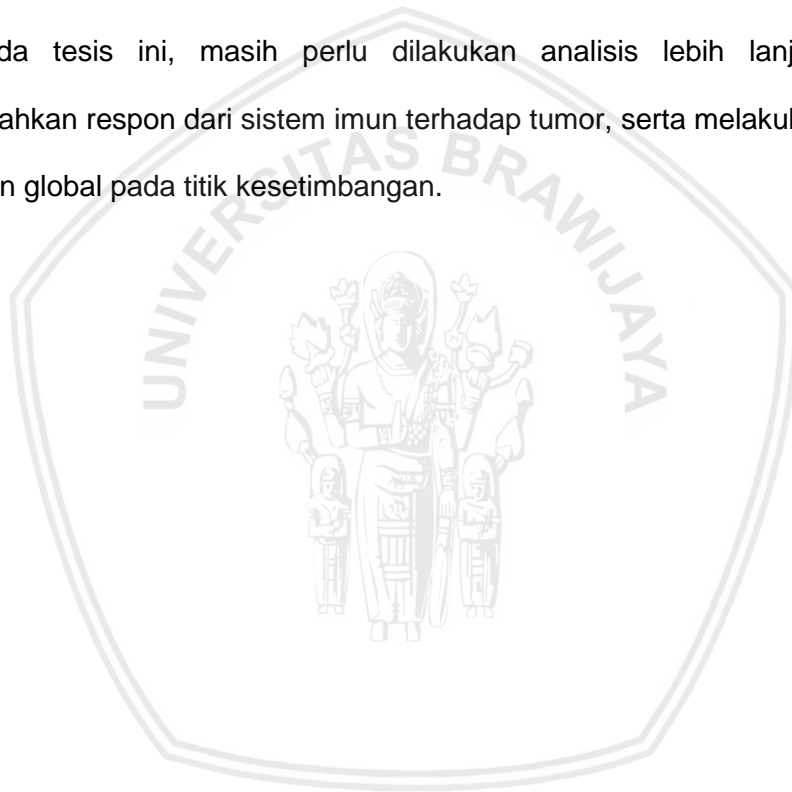 da tesis ini, masih perlu dilakukan analisis lebih lanj
ahkan respon dari sistem imun terhadap tumor, serta melakul
n global pada titik kesetimbangan.
UNIVERSITAS BRAWIJAYA